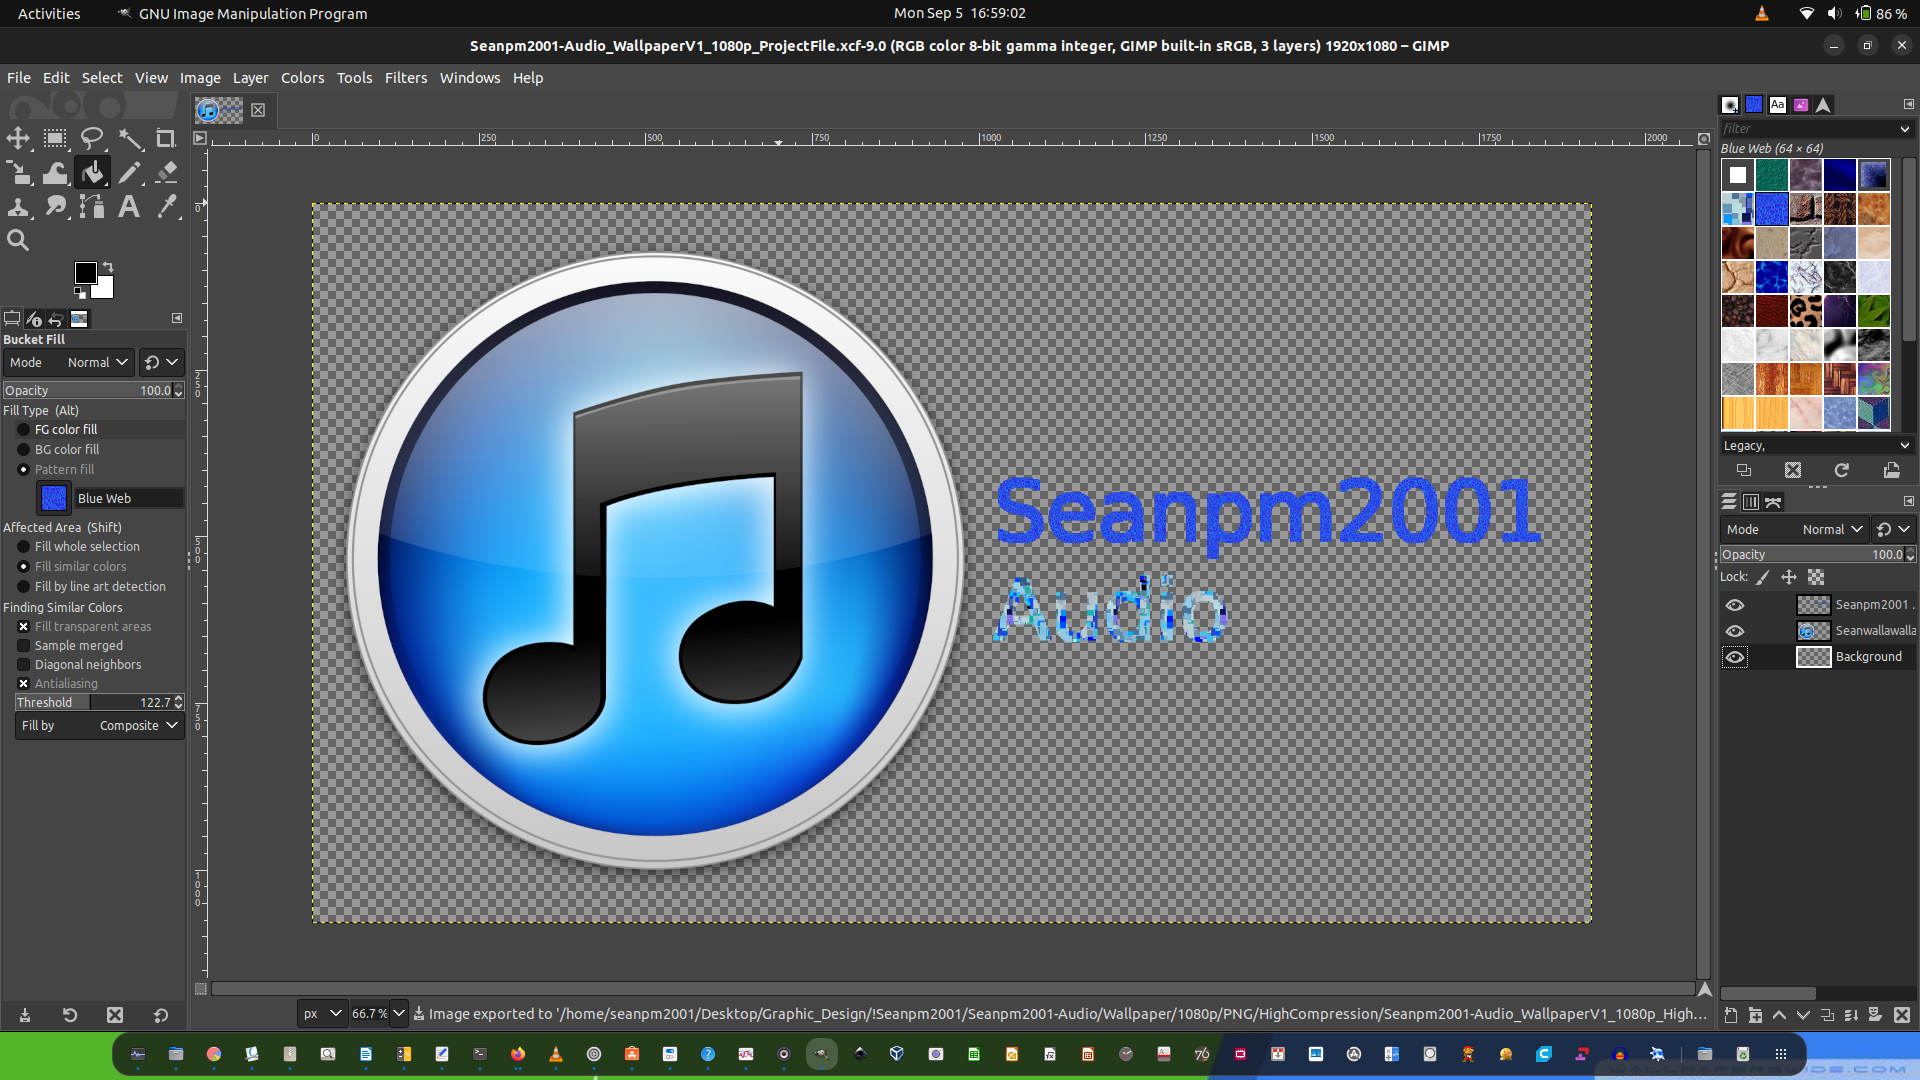 Activities
GNU Image Manipulation Program
Mon Sep 5 16:59:02
86 %
Seanpm2001-Audio_WallpaperV1_1080p_ProjectFile.xcf-9.0 (RGB color 8-bit gamma integer, GIMP built-in sRGB, 3 layers) 1920x1080 – GIMP
File Edit Select View Image Layer Colors Tools Filters Windows Help
0 250 500 750 1000 1250 1500 1750 2000
0
250
500
750
1000
Bucket Fill
Mode Normal
Opacity 100.0
Fill Type (Alt)
FG color fill
BG color fill
Pattern fill
Blue Web
Affected Area (Shift)
Fill whole selection
Fill similar colors
Fill by line art detection
Finding Similar Colors
Fill transparent areas
Sample merged
Diagonal neighbors
Antialiasing
Threshold 122.7
Fill by Composite
Seanpm2001
Audio
Aa
filter
Blue Web (64 × 64)
Legacy,
Mode Normal
Opacity 100.0
Lock:
Seanpm2001 .
Seanwallawalla
Background
px 66.7 %
Image exported to '/home/seanpm2001/Desktop/Graphic_Design/!Seanpm2001/Seanpm2001-Audio/Wallpaper/1080p/PNG/HighCompression/Seanpm2001-Audio_WallpaperV1_1080p_High…
76